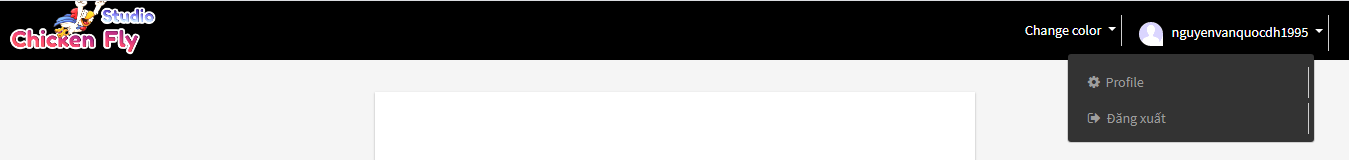 Studio
Chicken Fly
Change color
nguyenvanquocdh1995
Profile
Đăng xuất